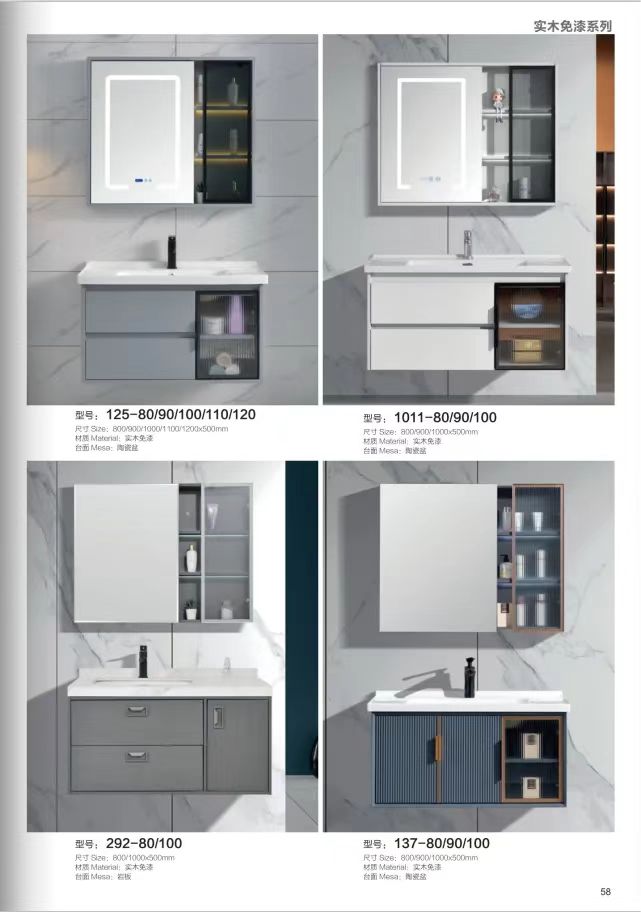 实木免漆系列
型号：125-80/90/100/110/120
尺寸 Size：800/900/1000/1100/1200x500mm
材质 Material：实木免漆
台面 Mesa：陶瓷盆
型号：1011-80/90/100
尺寸 Size：800/900/1000x500mm
材质 Material：实木免漆
台面 Mesa：陶瓷盆
型号：292-80/100
尺寸 Size：800/1000x500mm
材质 Material：实木免漆
台面 Mesa：岩板
型号：137-80/90/100
尺寸 Size：800/900/1000x500mm
材质 Material：实木免漆
台面 Mesa：陶瓷盆
58